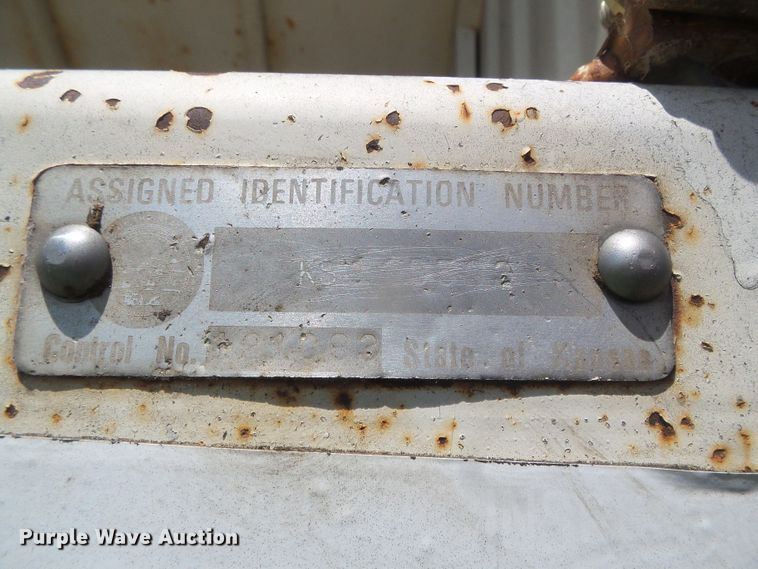 ASSIGNED IDENTIFICATION NUMBER
KS
Control No.
State of Kansas
Purple Wave Auction